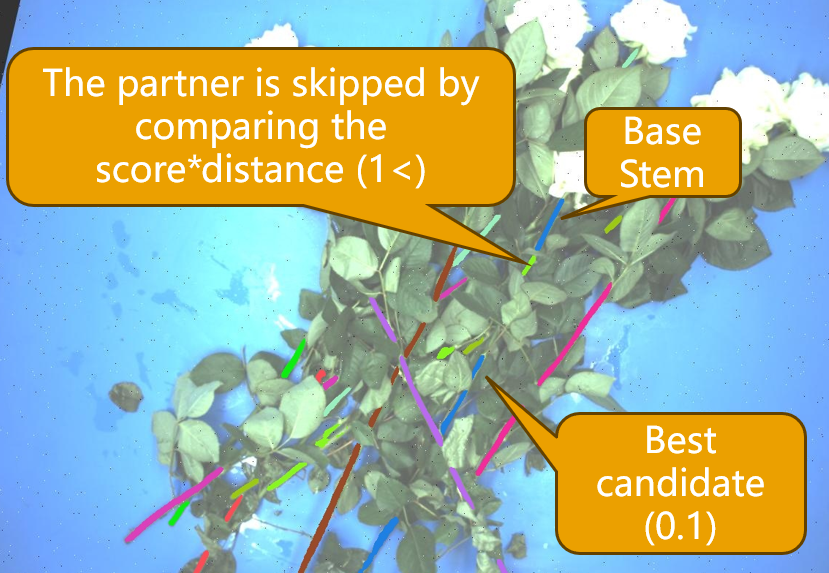 The partner is skipped by
comparing the
score*distance (1<)
Base
Stem
Best
candidate
(0.1)